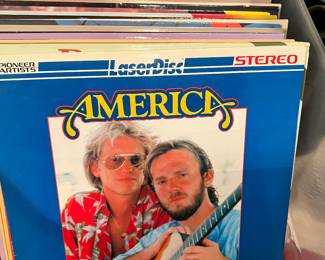 PIONEER
ARTISTS
LaserDisc
STEREO
AMERICA